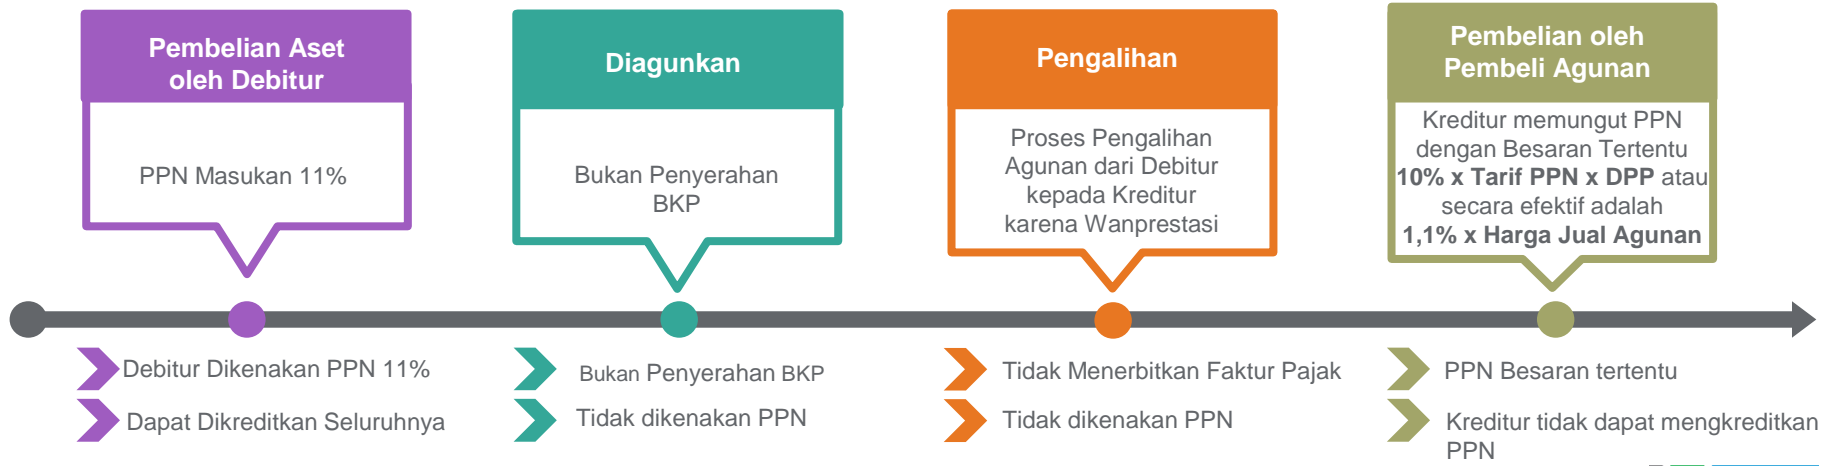 Pembelian Aset
oleh Debitur
PPN Masukan 11%
Debitur Dikenakan PPN 11%
Dapat Dikreditkan Seluruhnya
Diagunkan
Bukan Penyerahan
BKP
Bukan Penyerahan BKP
Tidak dikenakan PPN
Pengalihan
Proses Pengalihan
Agunan dari Debitur
kepada Kreditur
karena Wanprestasi
Tidak Menerbitkan Faktur Pajak
Tidak dikenakan PPN
Pembelian oleh
Pembeli Agunan
Kreditur memungut PPN
dengan Besaran Tertentu
10% x Tarif PPN x DPP atau
secara efektif adalah
1,1% x Harga Jual Agunan
PPN Besaran tertentu
Kreditur tidak dapat mengkreditkan
PPN